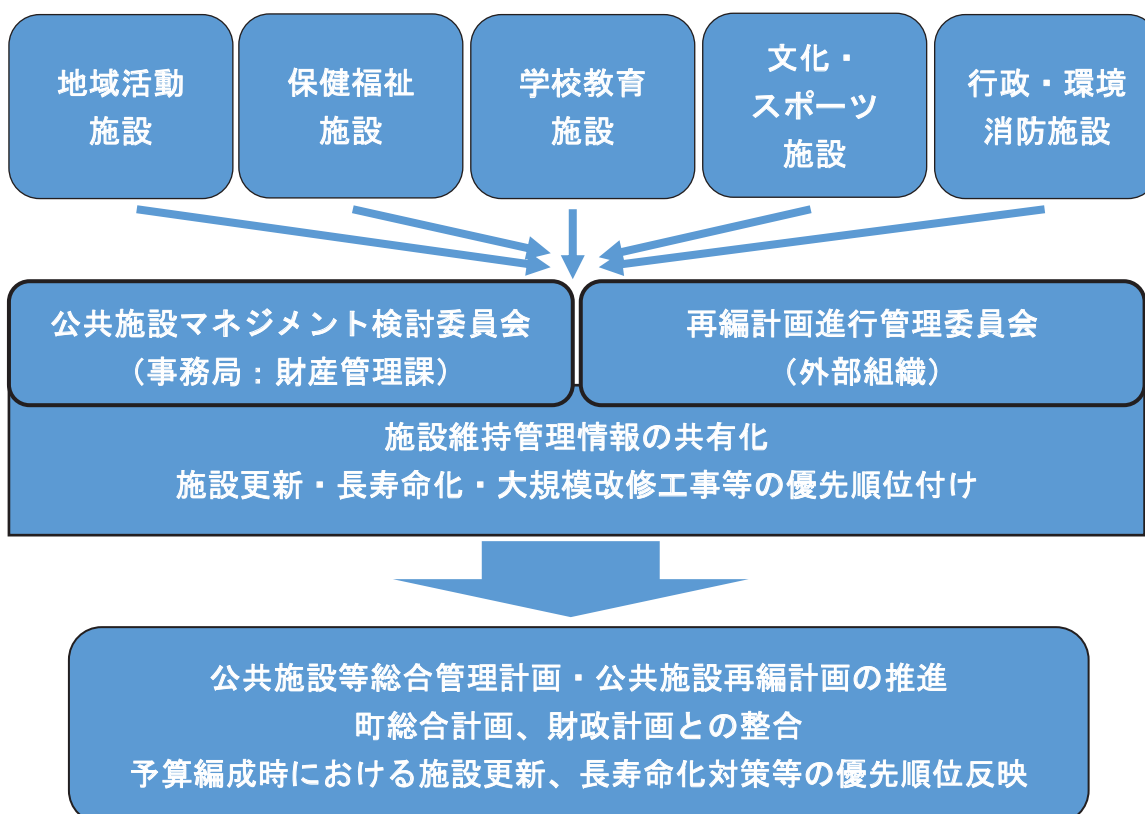 地域活動
施設
保健福祉
施設
学校教育
施設
文化・
スポーツ
施設
行政・環境
消防施設
公共施設マネジメント検討委員会
（事務局：財産管理課）
再編計画進行管理委員会
（外部組織）
施設維持管理情報の共有化
施設更新・長寿命化・大規模改修工事等の優先順位付け
公共施設等総合管理計画・公共施設再編計画の推進
町総合計画、財政計画との整合
予算編成時における施設更新、長寿命化対策等の優先順位反映